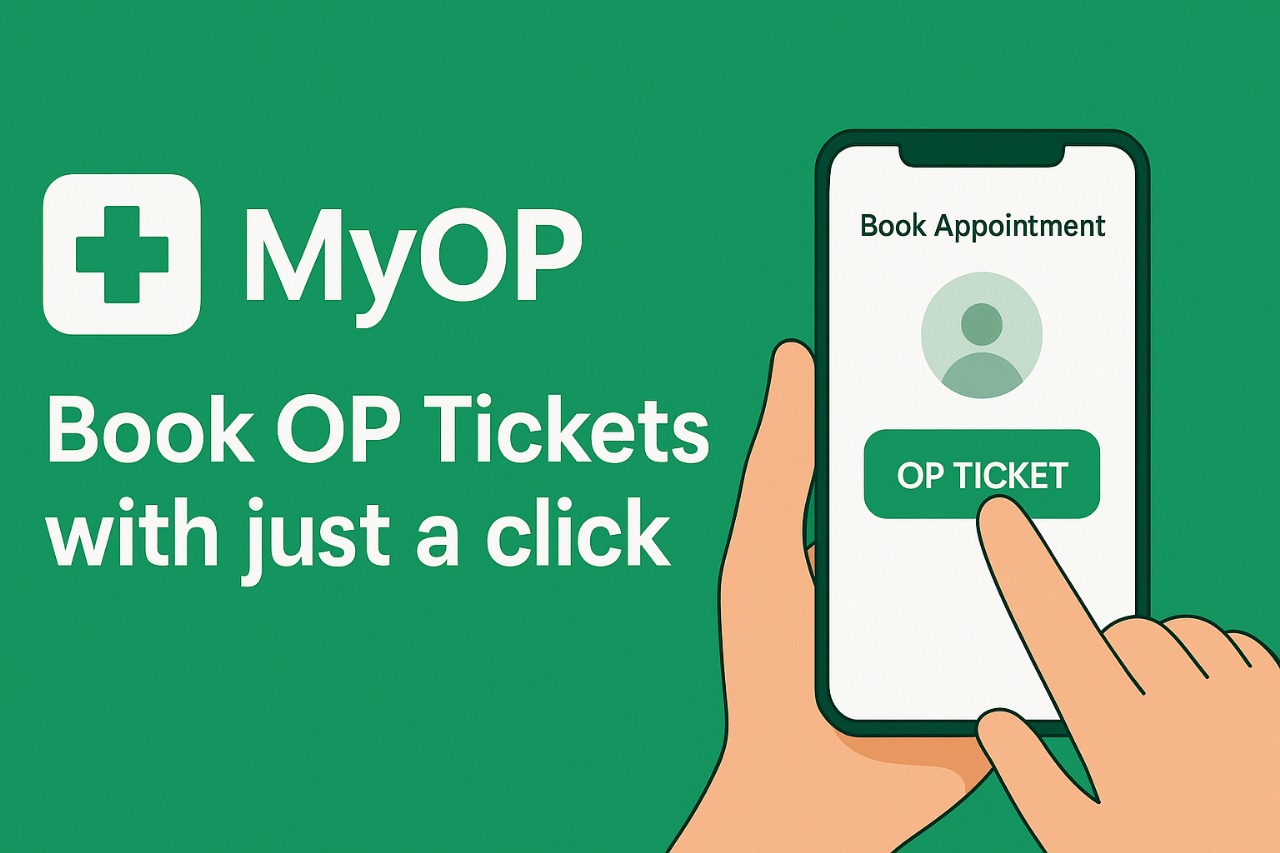 MyOP
Book OP Tickets
with just a click
Book Appointment
OP TICKET